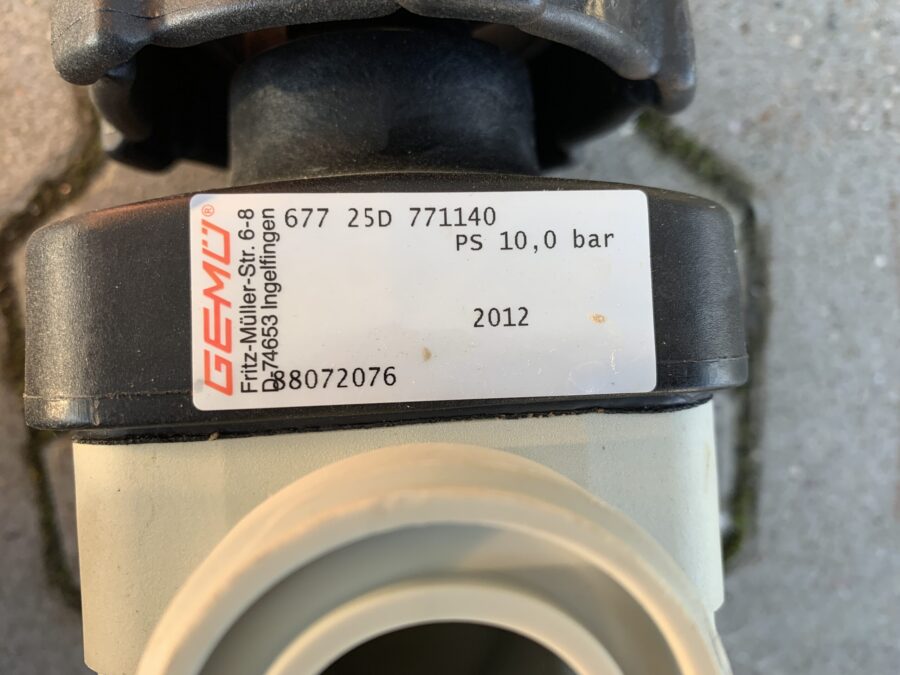 GEMÜ®
Fritz-Müller-Str. 6-8
D-74653 Ingelfingen
677 25D 771140
PS 10,0 bar
2012
88072076